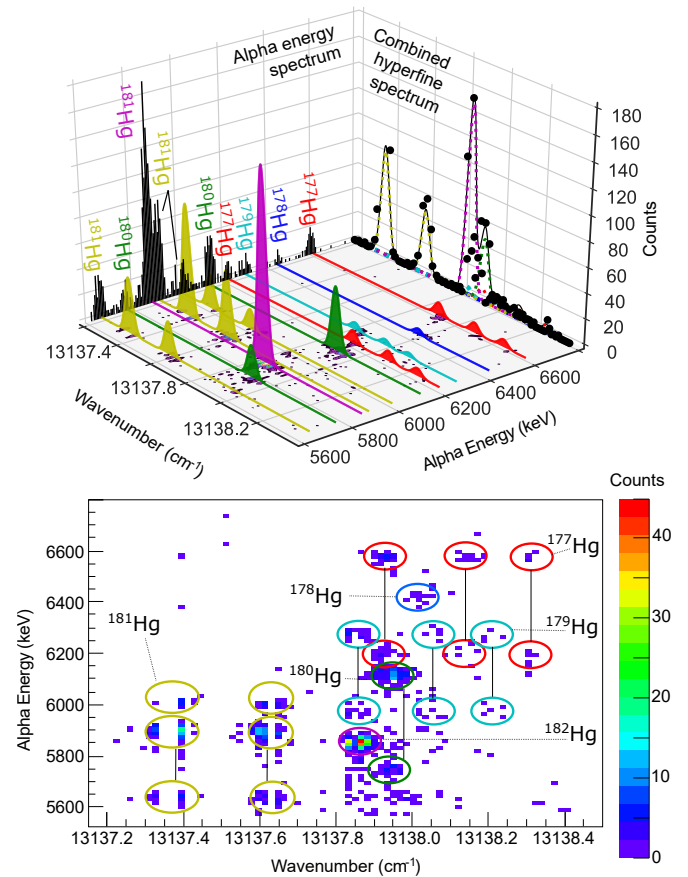 Alpha energy
spectrum
Combined
hyperfine
spectrum
181Hg
181Hg
181Hg
180Hg
180Hg
177Hg
179Hg
178Hg
177Hg
180
160
140
120
100
80
60
40
20
0
Counts
13137.4
13137.8
13138.2
Wavenumber (cm-1)
5600
5800
6000
6200
6400
6600
Alpha Energy (keV)
Counts
40
30
20
10
0
6600
6400
6200
6000
5800
5600
Alpha Energy (keV)
177Hg
178Hg
179Hg
181Hg
180Hg
182Hg
13137.2
13137.4
13137.6
13137.8
13138.0
13138.2
13138.4
Wavenumber (cm-1)